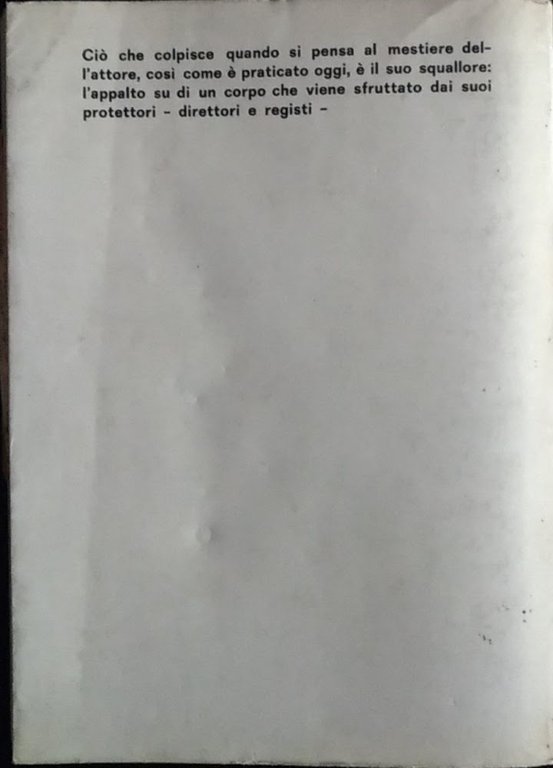 Ciò che colpisce quando si pensa al mestiere del-
l'attore, così come è praticato oggi, è il suo squallore:
l'appalto su di un corpo che viene sfruttato dai suoi
protettori – direttori e registi –